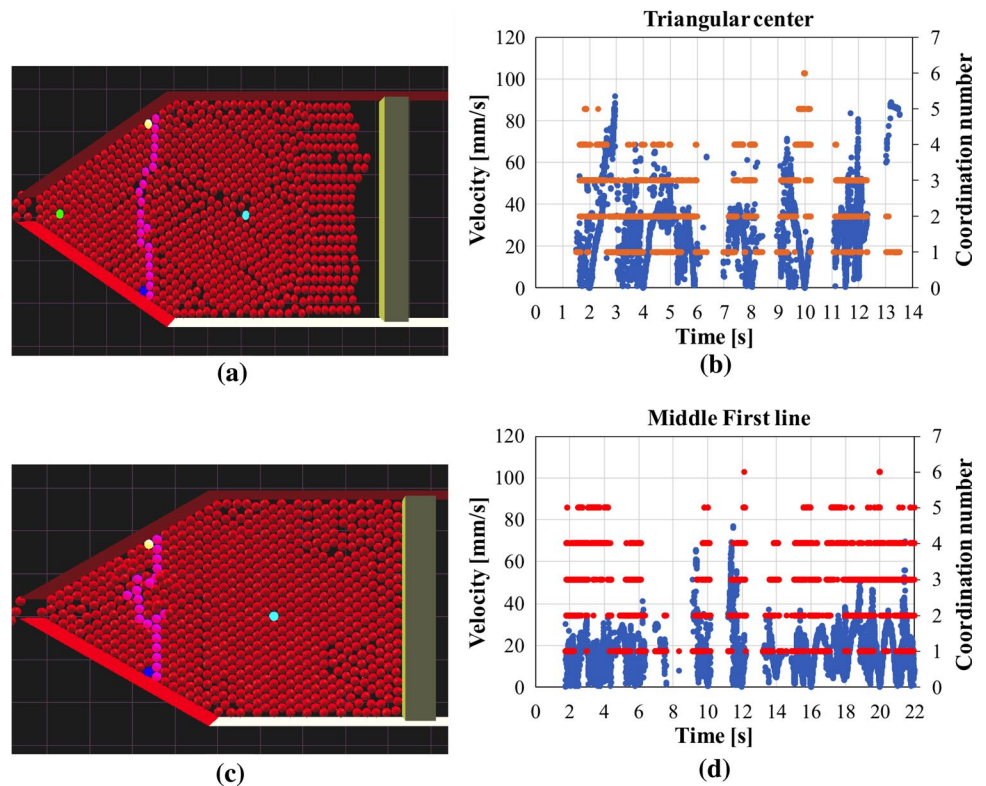 Triangular center
120
100
80
60
40
20
0
Velocity [mm/s]
7
6
5
4
3
2
1
0
Coordination number
0 1 2 3 4 5 6 7 8 9 10 11 12 13 14
Time [s]
(a)
(b)
Middle First line
120
100
80
60
40
20
0
Velocity [mm/s]
7
6
5
4
3
2
1
0
Coordination number
0 2 4 6 8 10 12 14 16 18 20 22
Time [s]
(c)
(d)